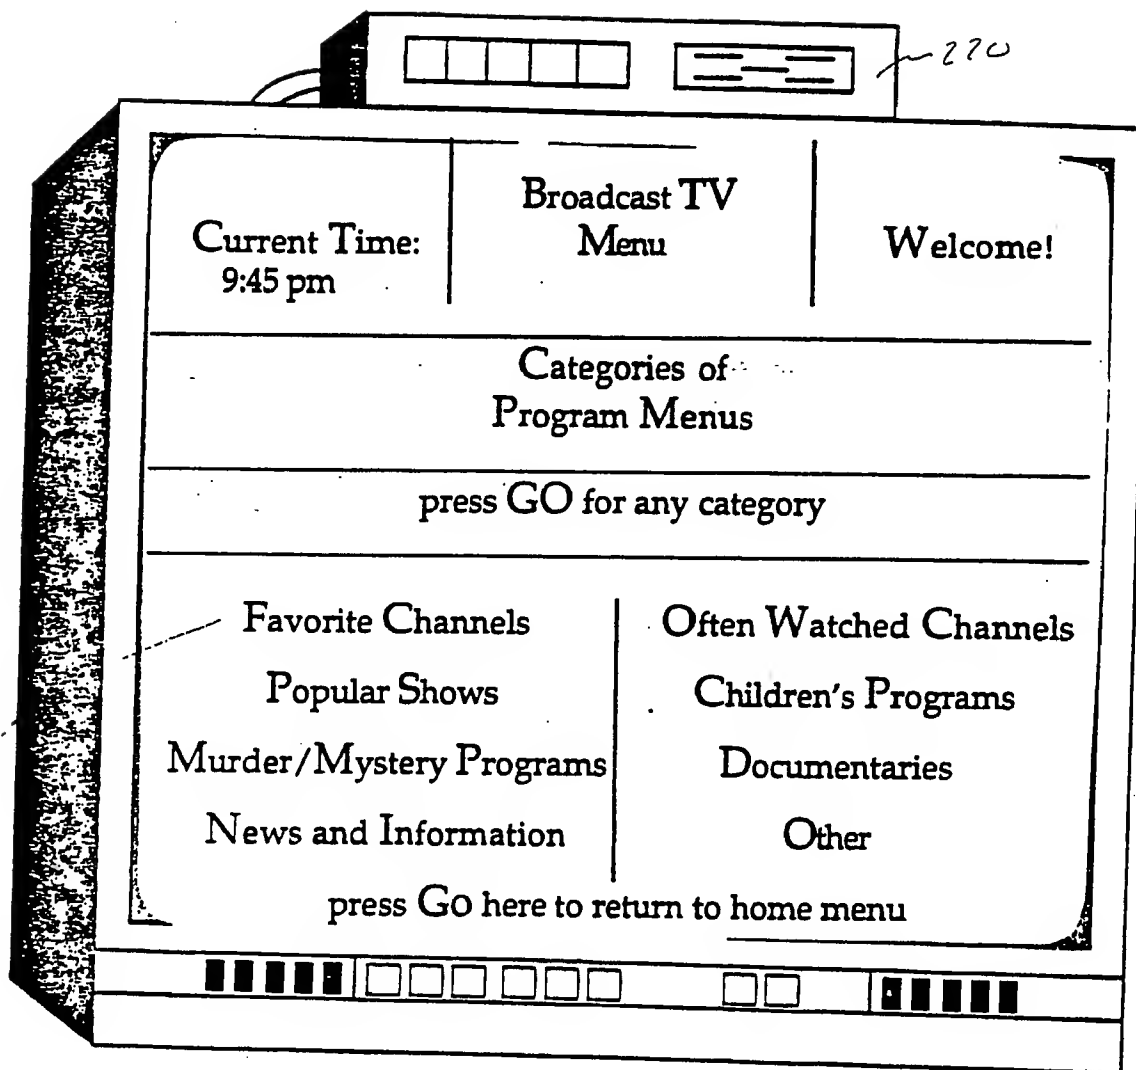 220
Broadcast TV
Menu
Current Time:
9:45 pm
Welcome!
Categories of
Program Menus
press GO for any category
Favorite Channels
Often Watched Channels
Popular Shows
Children's Programs
Murder/Mystery Programs
Documentaries
News and Information
Other
press Go here to return to home menu